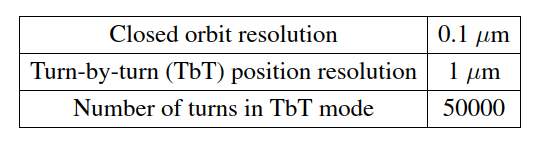 Closed orbit resolution 0.1 μm
Turn-by-turn (TbT) position resolution 1 μm
Number of turns in TbT mode 50000